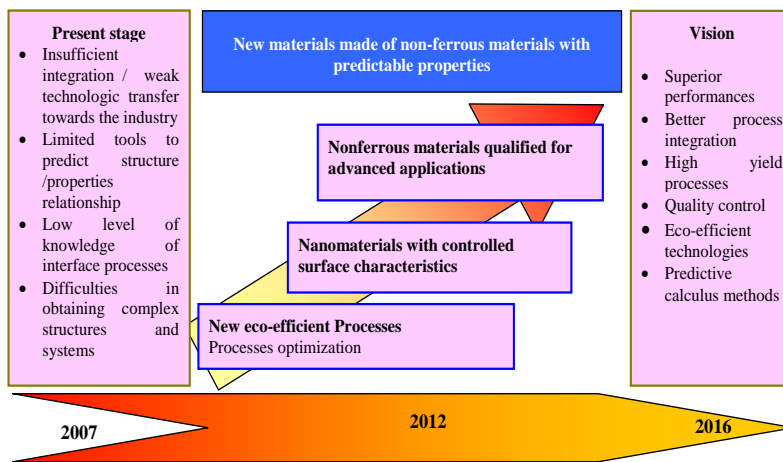 Present stage
• Insufficient
integration / weak
technologic transfer
towards the industry
• Limited tools to
predict structure
/properties
relationship
• Low level of
knowledge of
interface processes
• Difficulties in
obtaining complex
structures and
systems
New materials made of non-ferrous materials with
predictable properties
Nonferrous materials qualified for
advanced applications
Nanomaterials with controlled
surface characteristics
New eco-efficient Processes
Processes optimization
Vision
• Superior
performances
• Better process
integration
• High yield
processes
• Quality control
• Eco-efficient
technologies
• Predictive
calculus methods
2007
2012
2016